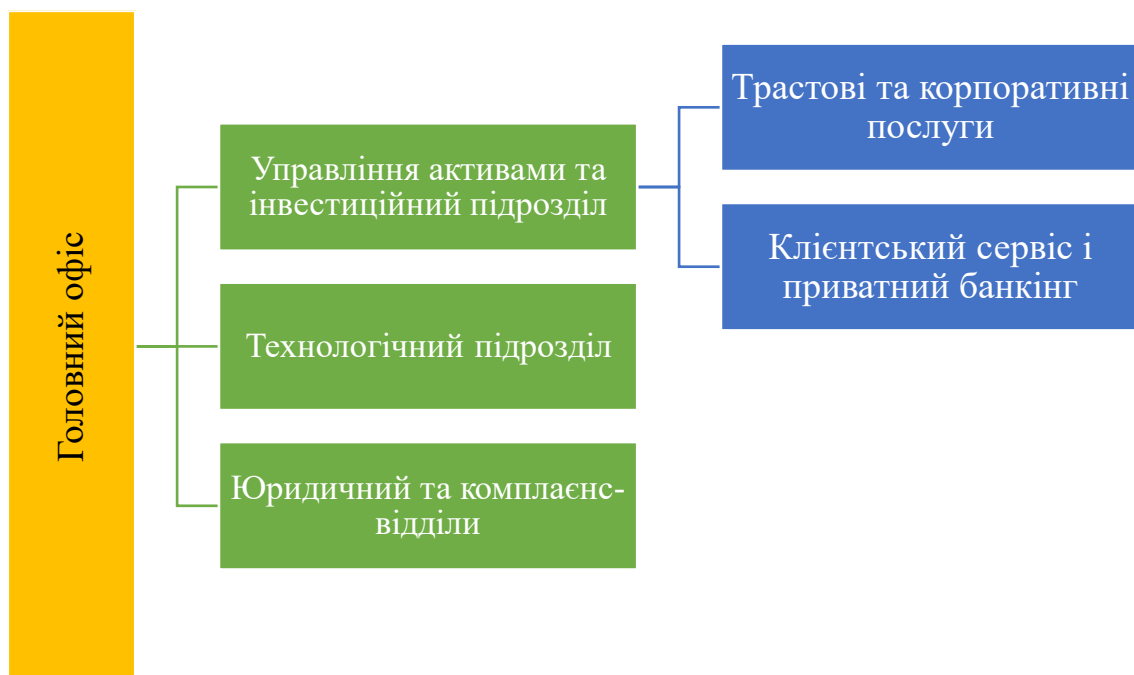 Головний офіс
Управління активами та
інвестиційний підрозділ
Технологічний підрозділ
Юридичний та комплаєнс-
відділи
Трастові та корпоративні
послуги
Клієнтський сервіс і
приватний банкінг